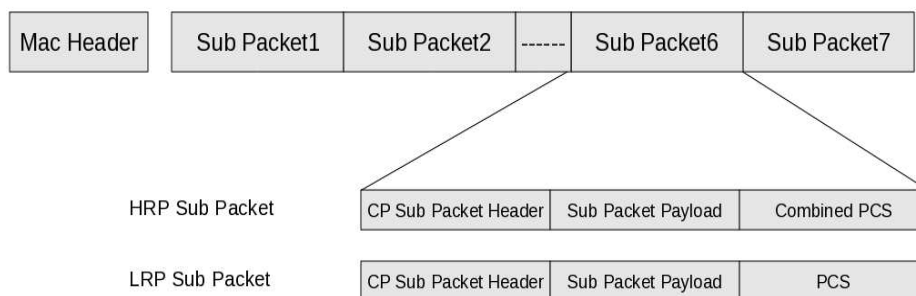 Mac Header Sub Packet1 Sub Packet2 ------ Sub Packet6 Sub Packet7
HRP Sub Packet CP Sub Packet Header Sub Packet Payload Combined PCS
LRP Sub Packet CP Sub Packet Header Sub Packet Payload PCS